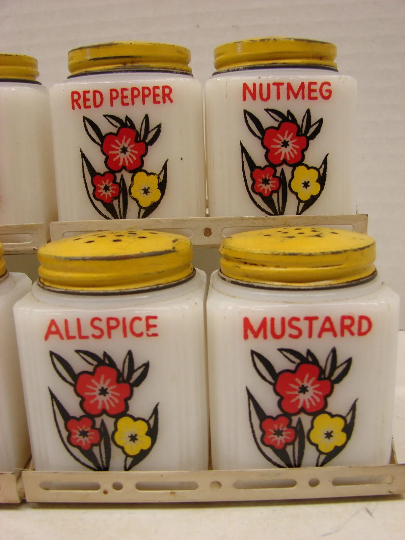 RED PEPPER
NUTMEG
ALLSPICE
MUSTARD